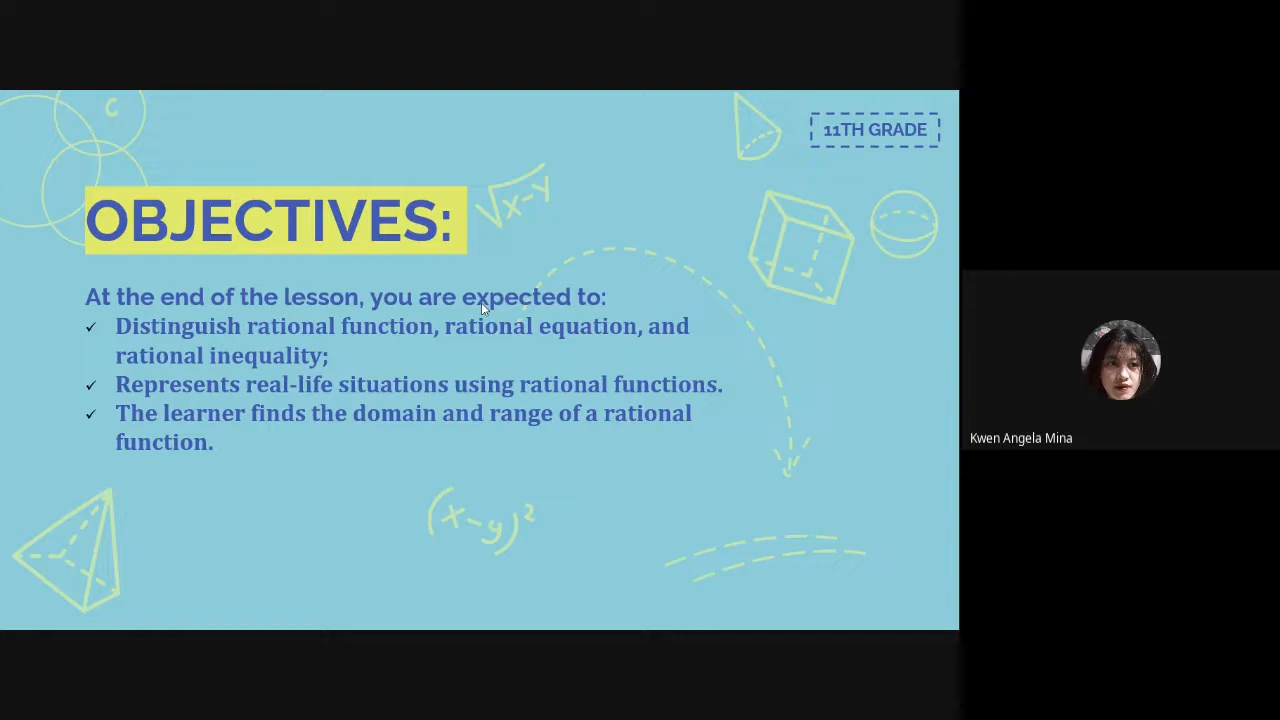 C
11TH GRADE
√x-y
OBJECTIVES:
At the end of the lesson, you are expected to:
✓ Distinguish rational function, rational equation, and
rational inequality;
✓ Represents real-life situations using rational functions.
✓ The learner finds the domain and range of a rational
function.
Kwen Angela Mina
(x-y)²